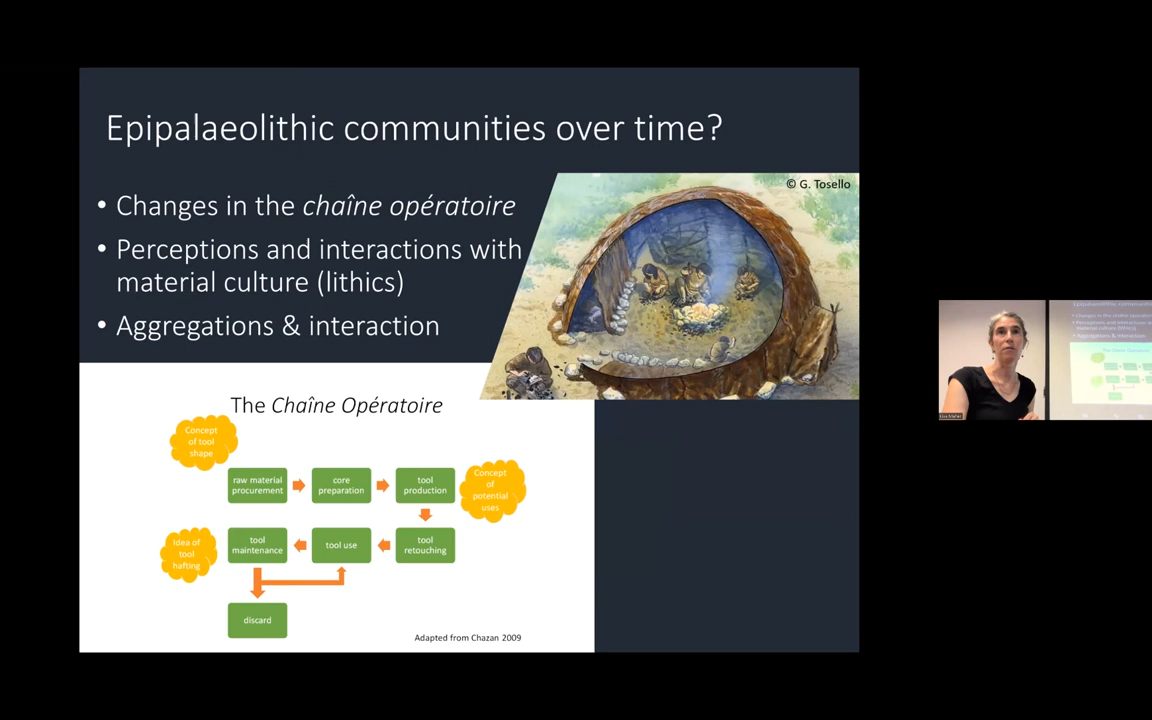 Epipalaeolithic communities over time?
© G. Tosello
• Changes in the chaîne opératoire
• Perceptions and interactions with
material culture (lithics)
• Aggregations & interaction
The Chaîne Opératoire
Concept
of tool
shape
raw material
procurement
core
preparation
tool
production
Concept
of
potential
uses
Idea of
tool
hafting
tool
maintenance
tool use
tool
retouching
discard
Adapted from Chazan 2009